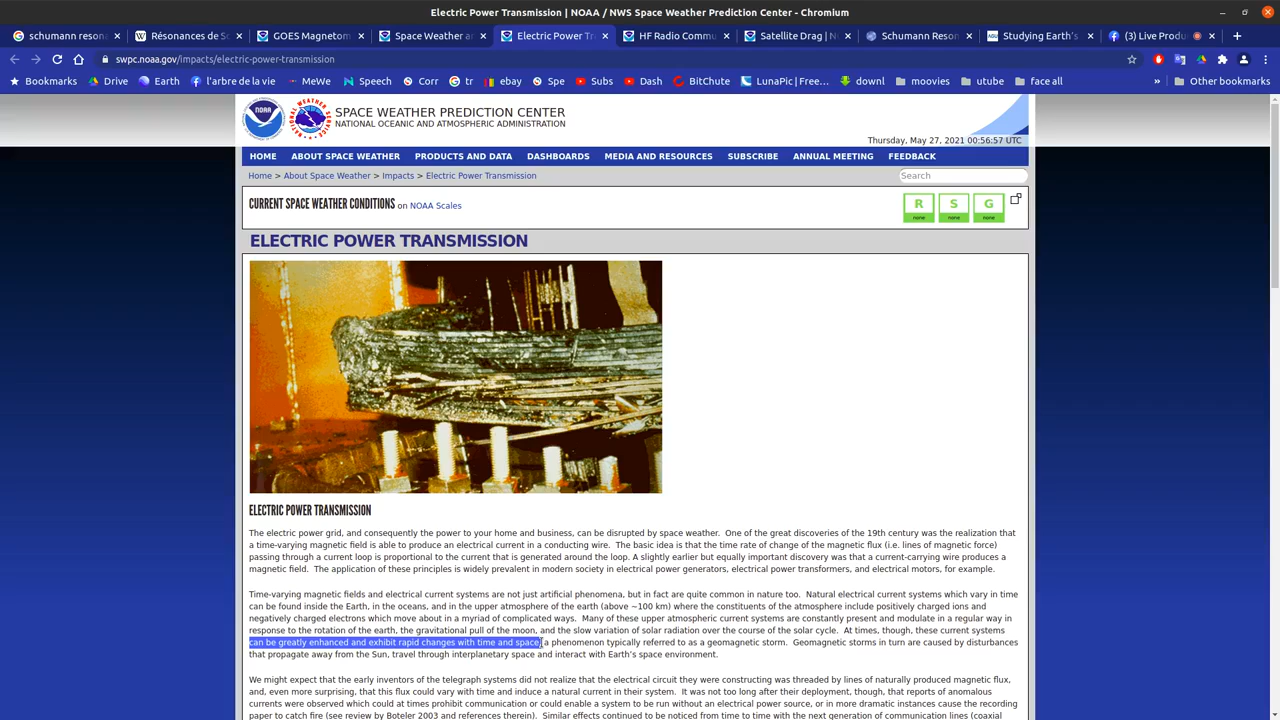 Electric Power Transmission | NOAA / NWS Space Weather Prediction Center - Chromium
schumann resona
Résonances de Sc
GOES Magnetom
Space Weather an
Electric Power Tr
HF Radio Commu
Satellite Drag | N
Schumann Reson
AGU
Studying Earth's
(3) Live Produ
swpc.noaa.gov/impacts/electric-power-transmission
Bookmarks
Drive
Earth
l'arbre de la vie
MeWe
Speech
Corr
tr
ebay
Spe
Subs
Dash
BitChute
LunaPic | Free…
downl
moovies
utube
face all
»
Other bookmarks
NOAA
SPACE WEATHER PREDICTION CENTER
NATIONAL OCEANIC AND ATMOSPHERIC ADMINISTRATION
Thursday, May 27, 2021 00:56:57 UTC
HOME ABOUT SPACE WEATHER PRODUCTS AND DATA DASHBOARDS MEDIA AND RESOURCES SUBSCRIBE ANNUAL MEETING FEEDBACK
Home > About Space Weather > Impacts > Electric Power Transmission
Search
CURRENT SPACE WEATHER CONDITIONS on NOAA Scales
R S G
none none none
ELECTRIC POWER TRANSMISSION
ELECTRIC POWER TRANSMISSION
The electric power grid, and consequently the power to your home and business, can be disrupted by space weather. One of the great discoveries of the 19th century was the realization that
a time-varying magnetic field is able to produce an electrical current in a conducting wire. The basic idea is that the time rate of change of the magnetic flux (i.e. lines of magnetic force)
passing through a current loop is proportional to the current that is generated around the loop. A slightly earlier but equally important discovery was that a current-carrying wire produces a
magnetic field. The application of these principles is widely prevalent in modern society in electrical power generators, electrical power transformers, and electrical motors, for example.
Time-varying magnetic fields and electrical current systems are not just artificial phenomena, but in fact are quite common in nature too. Natural electrical current systems which vary in time
can be found inside the Earth, in the oceans, and in the upper atmosphere of the earth (above ~100 km) where the constituents of the atmosphere include positively charged ions and
negatively charged electrons which move about in a myriad of complicated ways. Many of these upper atmospheric current systems are constantly present and modulate in a regular way in
response to the rotation of the earth, the gravitational pull of the moon, and the slow variation of solar radiation over the course of the solar cycle. At times, though, these current systems
can be greatly enhanced and exhibit rapid changes with time and space, a phenomenon typically referred to as a geomagnetic storm. Geomagnetic storms in turn are caused by disturbances
that propagate away from the Sun, travel through interplanetary space and interact with Earth's space environment.
We might expect that the early inventors of the telegraph systems did not realize that the electrical circuit they were constructing was threaded by lines of naturally produced magnetic flux,
and, even more surprising, that this flux could vary with time and induce a natural current in their system. It was not too long after their deployment, though, that reports of anomalous
currents were observed which could at times prohibit communication or could enable a system to be run without an electrical power source, or in more dramatic instances cause the recording
paper to catch fire (see review by Boteler 2003 and references therein). Similar effects continued to be noticed from time to time with the next generation of communication lines (coaxial